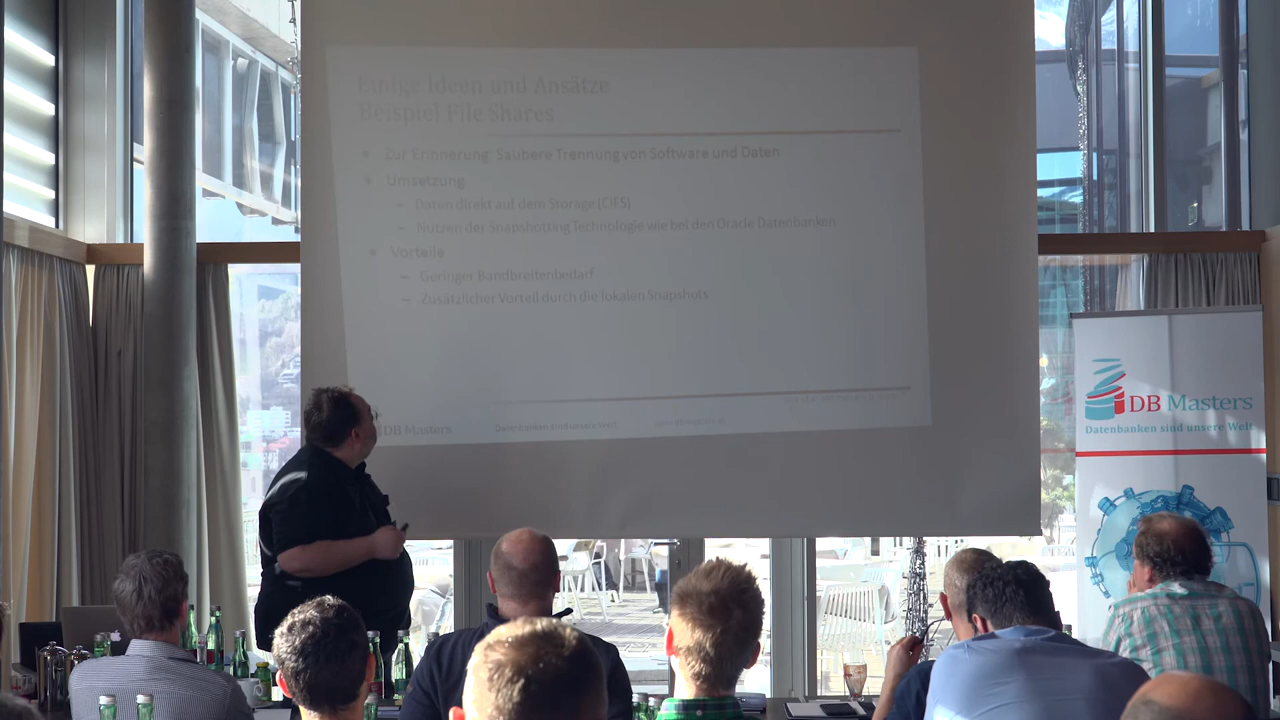 Einige Ideen und Ansätze
Beispiel File Shares
Zur Erinnerung: Saubere Trennung von Software und Daten
Umsetzung
Daten direkt auf dem Storage (CIFS)
Nutzen der Snapshotting Technologie wie bei den Oracle Datenbanken
Vorteile
Geringer Bandbreitenbedarf
Zusätzlicher Vorteil durch die lokalen Snapshots
DB Masters
Datenbanken sind unsere Welt
DB Masters
Datenbanken sind unsere Welt